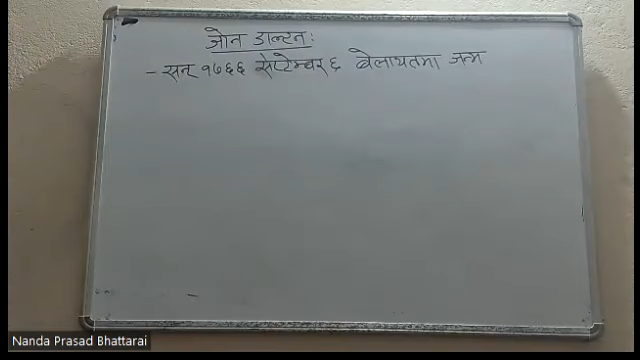 जोन डाल्टन:
- सन् १७६६ सेप्टेम्बर ६ बेलायतमा जन्म
Nanda Prasad Bhattarai